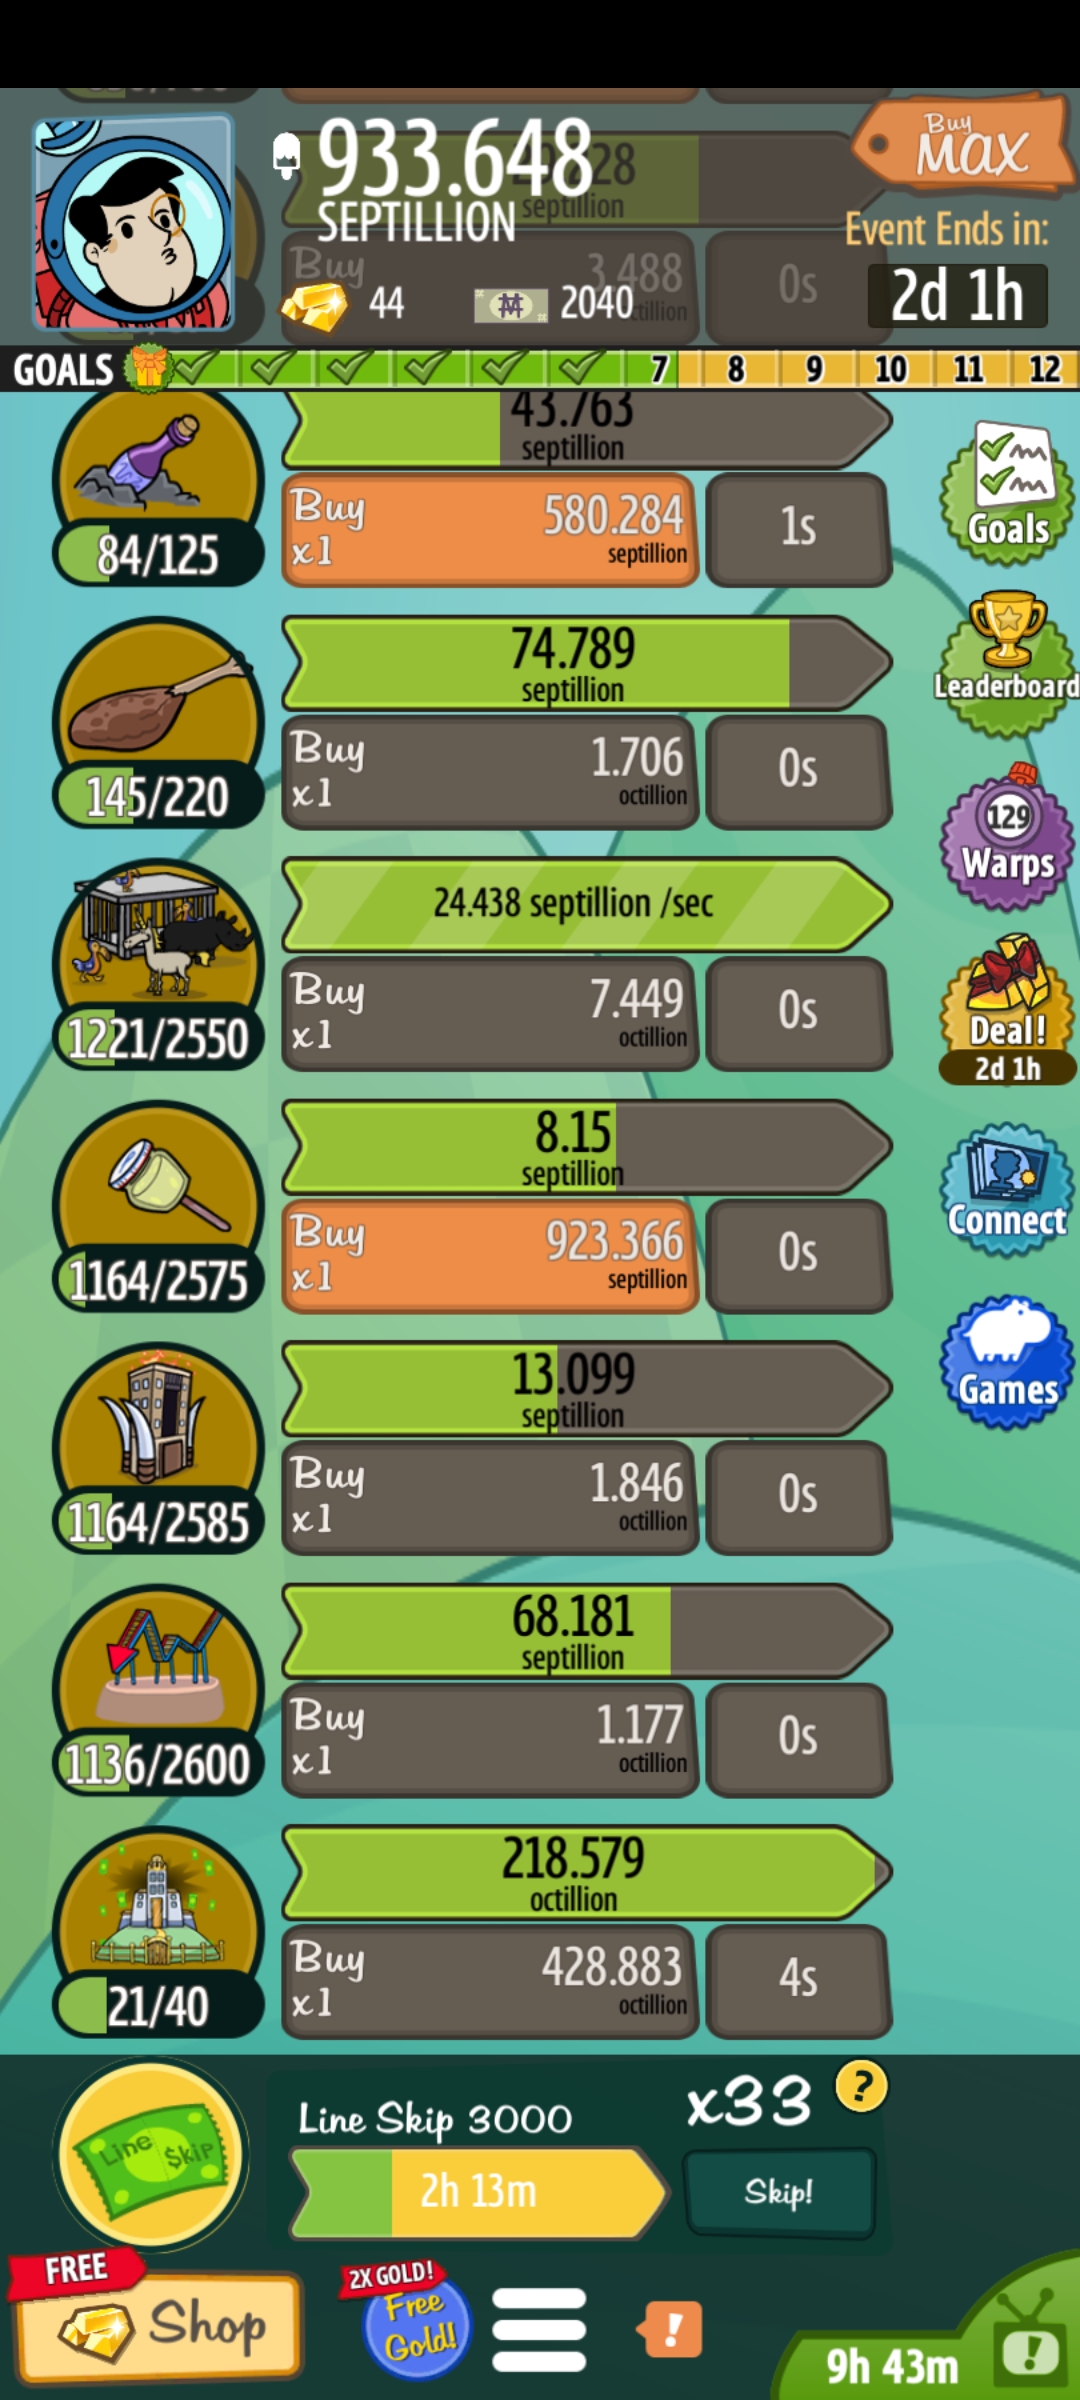 933.648
SEPTILLION
Buy
MAX
28
septillion
Event Ends in:
2d 1h
Buy
3.488
0s
44
2040
GOALS
7 8 9 10 11 12
43.763
septillion
84/125
Buy
x1
580.284
septillion
1s
Goals
74.789
septillion
145/220
Buy
x1
1.706
octillion
0s
Leaderboard
129
Warps
24.438 septillion /sec
1221/2550
Buy
x1
7.449
octillion
0s
Deal!
2d 1h
8.15
septillion
1164/2575
Buy
x1
923.366
septillion
0s
Connect
13.099
septillion
1164/2585
Buy
x1
1.846
octillion
0s
Games
68.181
septillion
1136/2600
Buy
x1
1.177
octillion
0s
218.579
octillion
21/40
Buy
x1
428.883
octillion
4s
Line $kip
Line Skip 3000
2h 13m
x33
?
Skip!
FREE
Shop
2X GOLD!
Free
Gold!
!
9h 43m
!